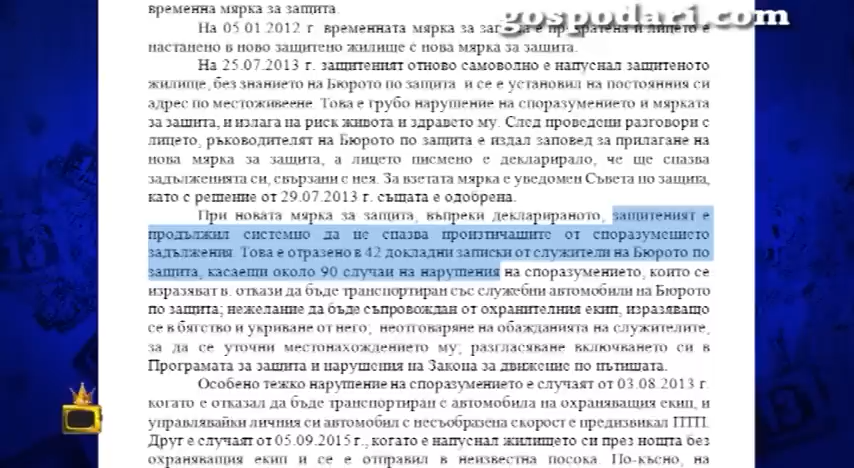 gospodari.com
временна мярка за защита.
На 05.01.2012 г временната мярка за е прекратена и лицето е
настанено в ново защитено жилище с нова мярка за защита.
На 25.07.2013 г. защитеният отново самоволно е напуснал защитеното
жилище, без знанието на Бюрото по защита и се е установил на постоянния си
адрес по местоживеене. Това е грубо нарушение на споразумението и мярката
за защита, и излага на риск живота и здравето му. След проведени разговори с
лицето, ръководителят на Бюрото по защита е издал заповед за прилагане на
нова мярка за защита, а лицето писмено е декларирало, че ще спазва
задълженията си, свързани с нея. За взетата мярка е уведомен Съвета по защита,
като с решение от 29.07.2013 г. същата е одобрена.
При новата мярка за защита, въпреки декларираното, защитеният е
продължил системно да не спазва произтичащите от споразумението
задължения. Това е отразено в 42 докладни записки от служители на Бюрото по
защита, касаещи около 90 случаи на нарушения на споразумението, които се
изразяват в: откази да бъде транспортиран със служебни автомобили на Бюрото
по защита; нежелание да бъде съпровождан от охранителния екип, изразяващо
се в бягство и укриване от него; неотговаряне на обажданията на служителите,
за да се уточни местонахождението му; разгласяване включването си в
Програмата за защита и нарушения на Закона за движение по пътищата.
Особено тежко нарушение на споразумението е случаят от 03.08.2013 г.
когато е отказал да бъде транспортиран с автомобила на охраняващия екип, и
управлявайки личния си автомобил с несъобразена скорост е предизвикал ПТП.
Друг е случаят от 05.09.2015 г., когато е напуснал жилището си през нощта без
охраняващия екип и се е отправил в неизвестна посока. По-късно, на